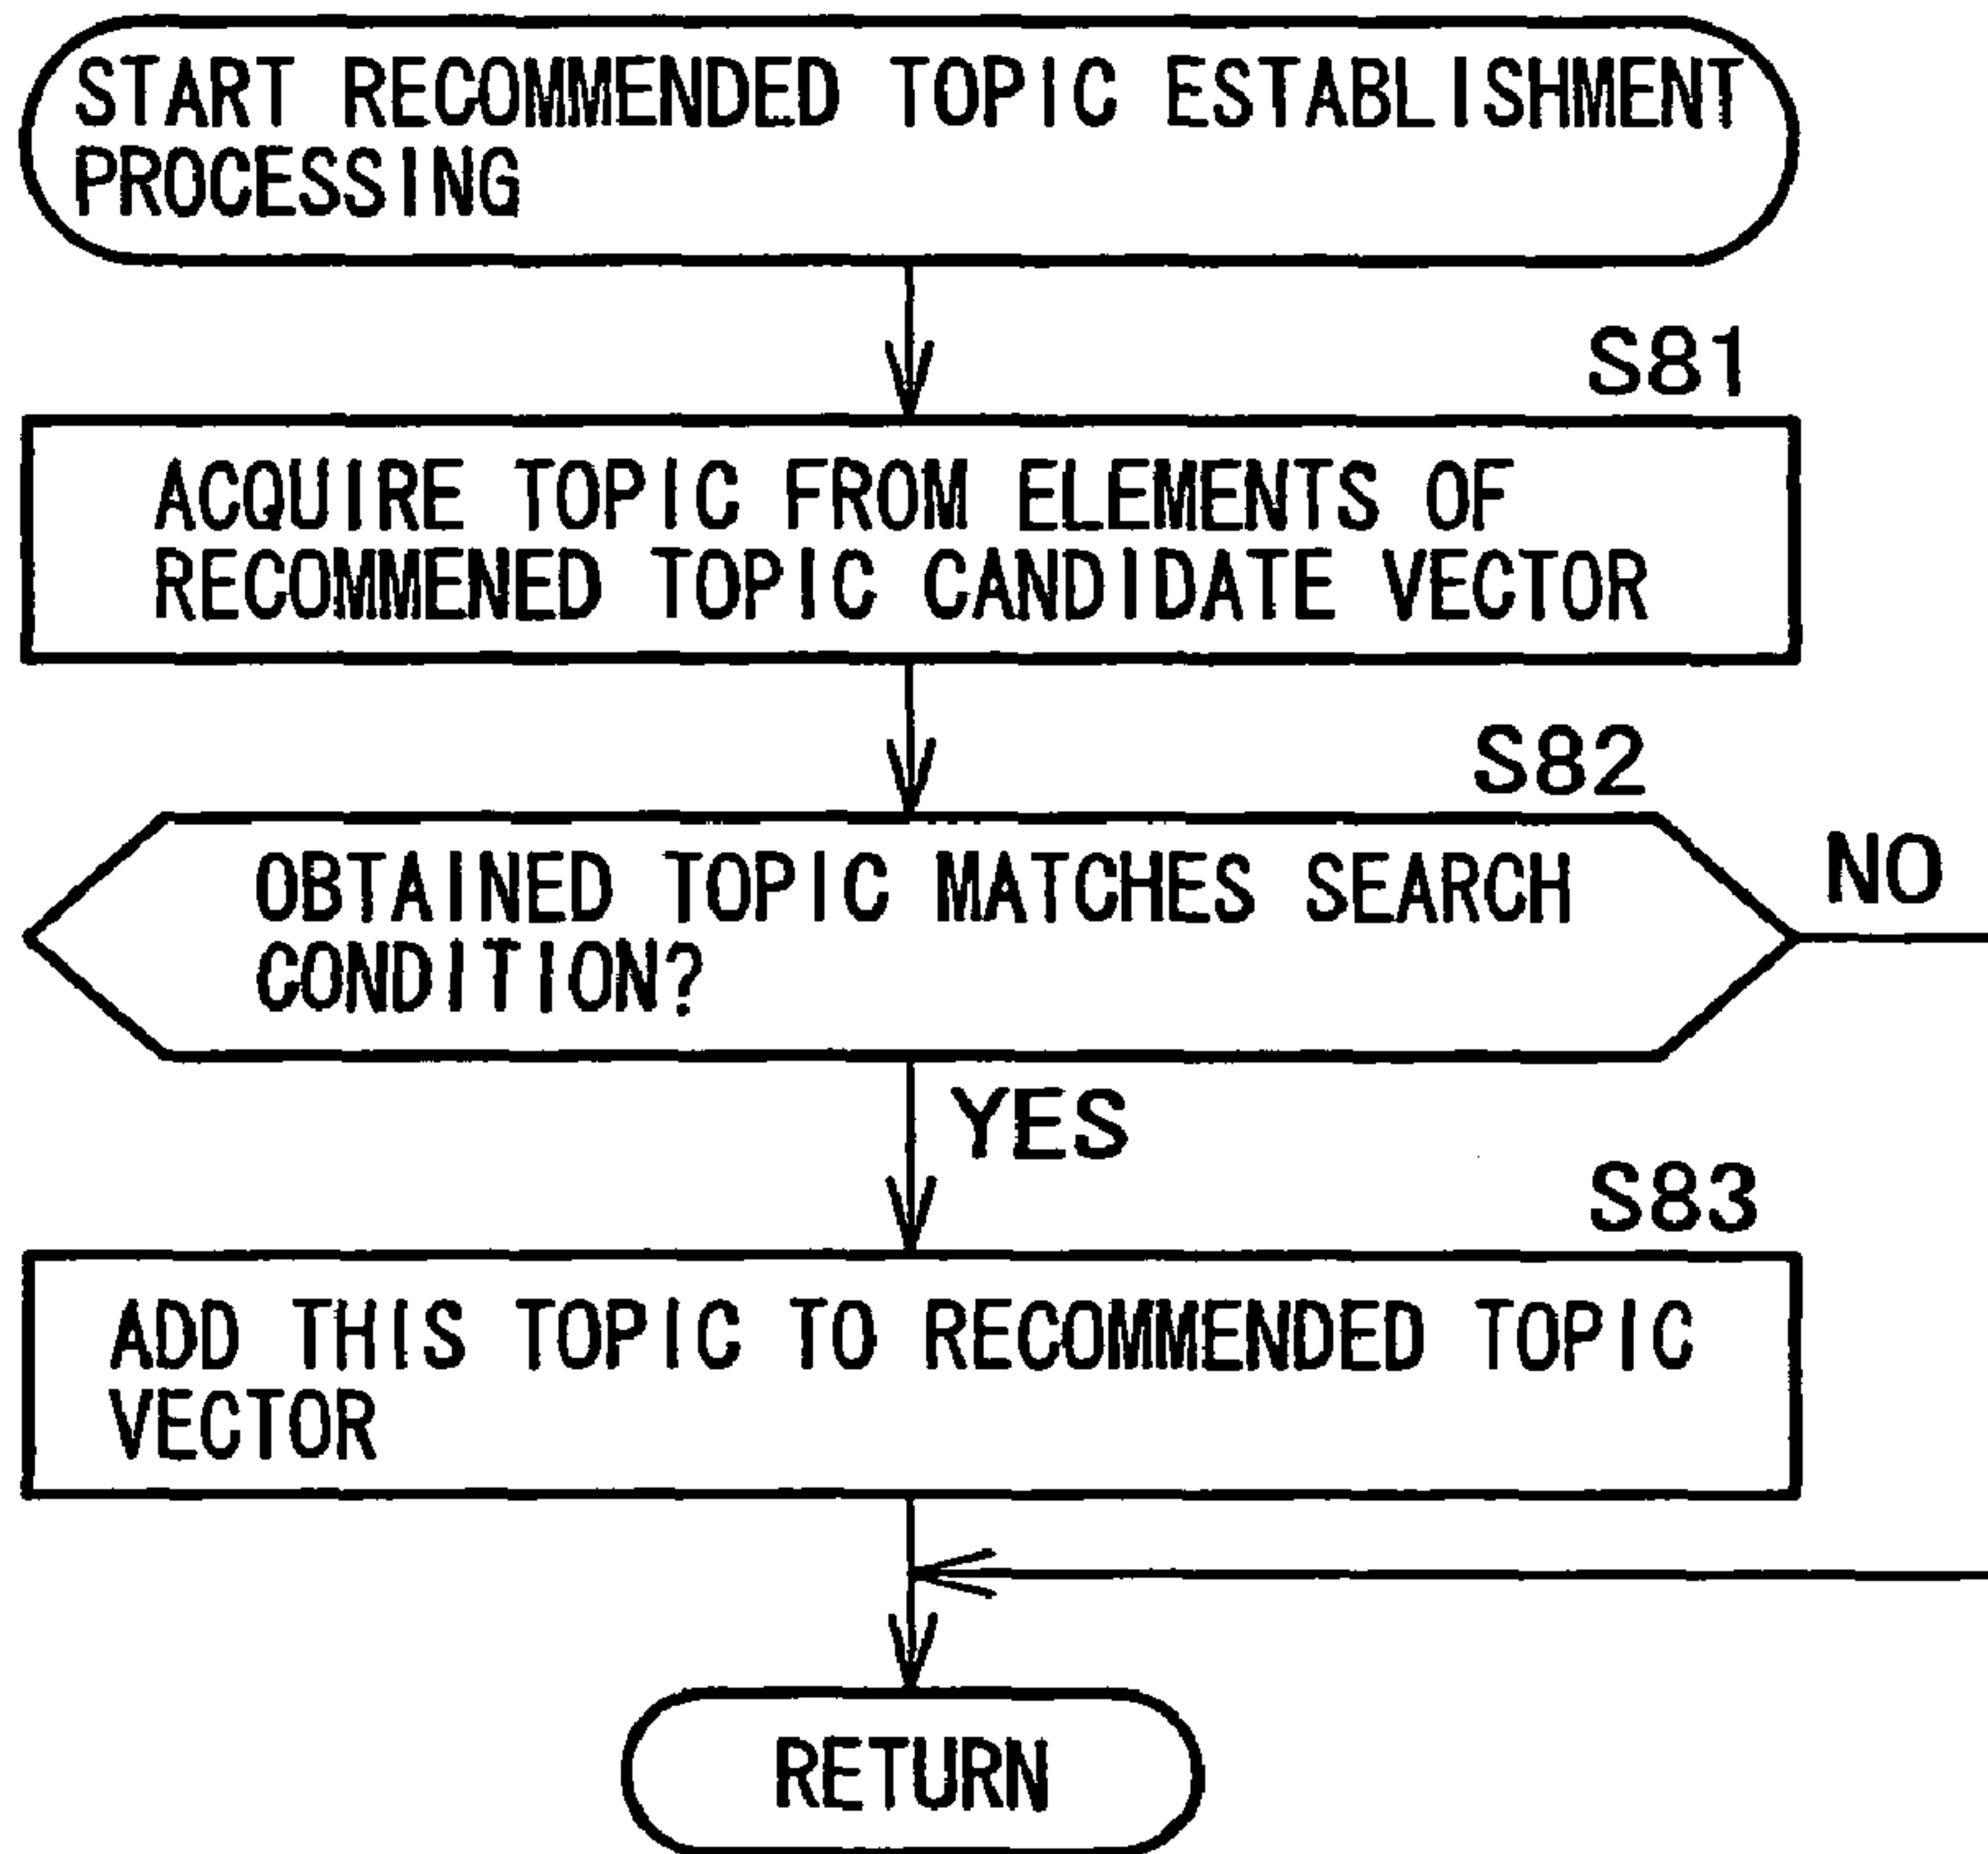 START RECOMMENDED TOPIC ESTABLISHMENT
PROCESSING
S81
ACQUIRE TOPIC FROM ELEMENTS OF
RECOMMENED TOPIC CANDIDATE VECTOR
S82
OBTAINED TOPIC MATCHES SEARCH
CONDITION?
NO
YES
S83
ADD THIS TOPIC TO RECOMMENDED TOPIC
VECTOR
RETURN